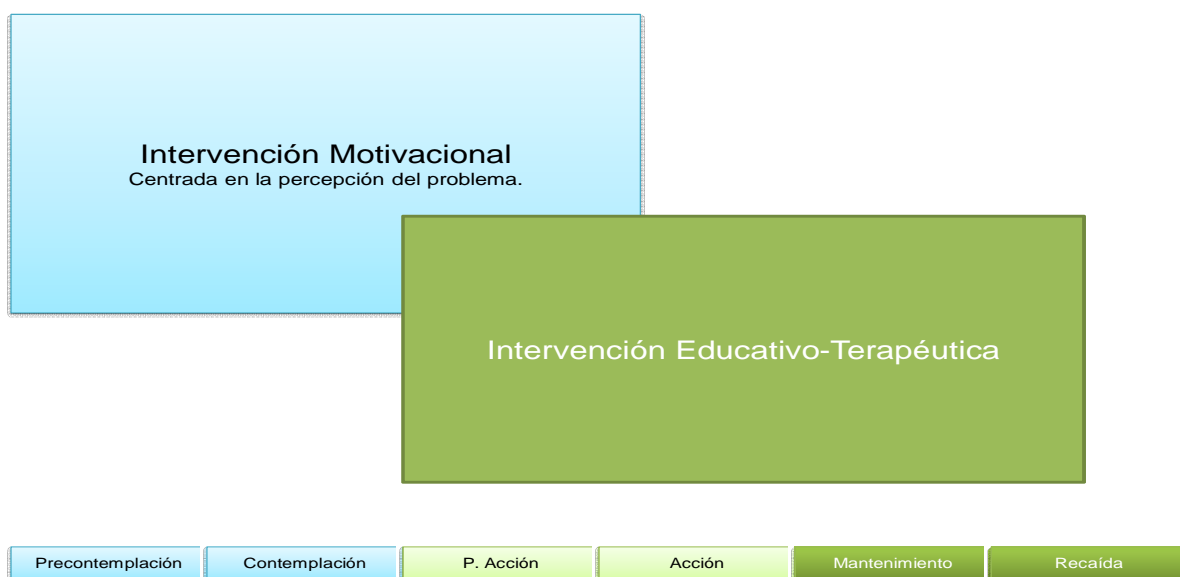 Intervención Motivacional
Centrada en la percepción del problema.
Intervención Educativo-Terapéutica
Precontemplación Contemplación P. Acción Acción Mantenimiento Recaída